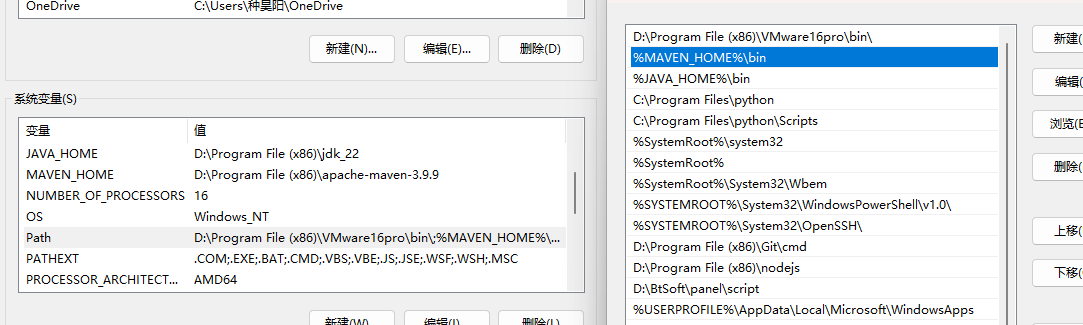 OneDrive C:\Users\种昊阳\OneDrive
新建(N)... 编辑(E)... 删除(D)
系统变量(S)
变量 值
JAVA_HOME D:\Program File (x86)\jdk_22
MAVEN_HOME D:\Program File (x86)\apache-maven-3.9.9
NUMBER_OF_PROCESSORS 16
OS Windows_NT
Path D:\Program File (x86)\VMware16pro\bin\;%MAVEN_HOME%\...
PATHEXT .COM;.EXE;.BAT;.CMD;.VBS;.VBE;.JS;.JSE;.WSF;.WSH;.MSC
PROCESSOR_ARCHITECT... AMD64
新建(W)... 编辑(I)... 删除(L)
D:\Program File (x86)\VMware16pro\bin\
%MAVEN_HOME%\bin
%JAVA_HOME%\bin
C:\Program Files\python
C:\Program Files\python\Scripts
%SystemRoot%\system32
%SystemRoot%
%SystemRoot%\System32\Wbem
%SYSTEMROOT%\System32\WindowsPowerShell\v1.0\
%SYSTEMROOT%\System32\OpenSSH\
D:\Program File (x86)\Git\cmd
D:\Program File (x86)\nodejs
D:\BtSoft\panel\script
%USERPROFILE%\AppData\Local\Microsoft\WindowsApps
新建(
编辑(
浏览(
删除(
上移(
下移(